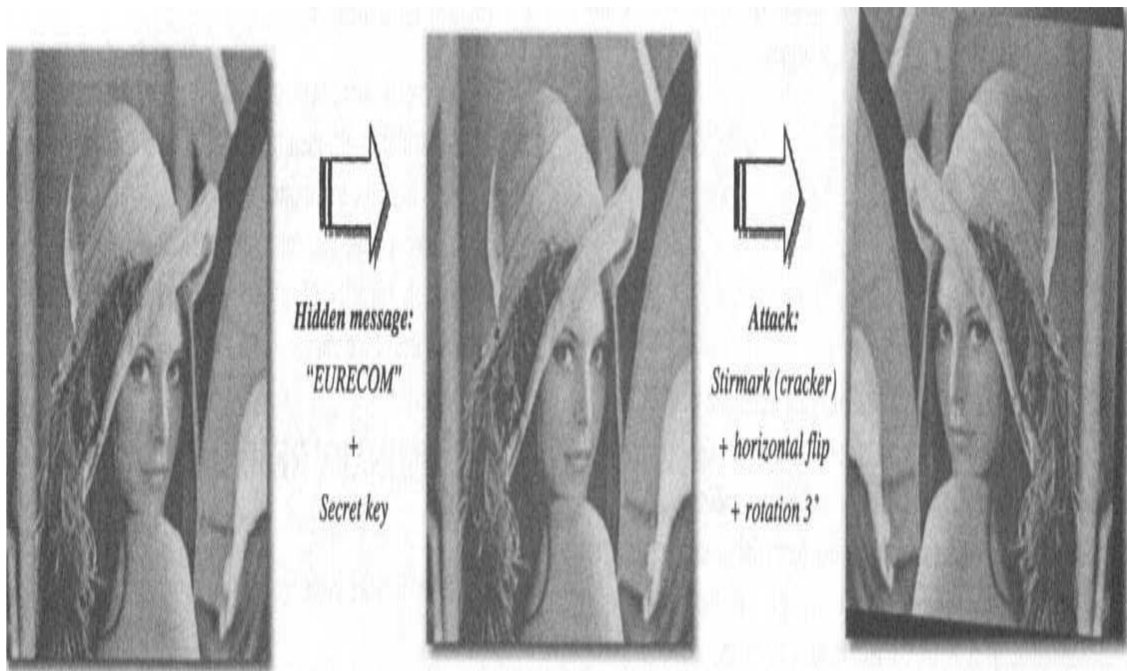 Hidden message:
“EURECOM”
+
Secret key
Attack:
Stirmark (cracker)
+ horizontal flip
+ rotation 3°